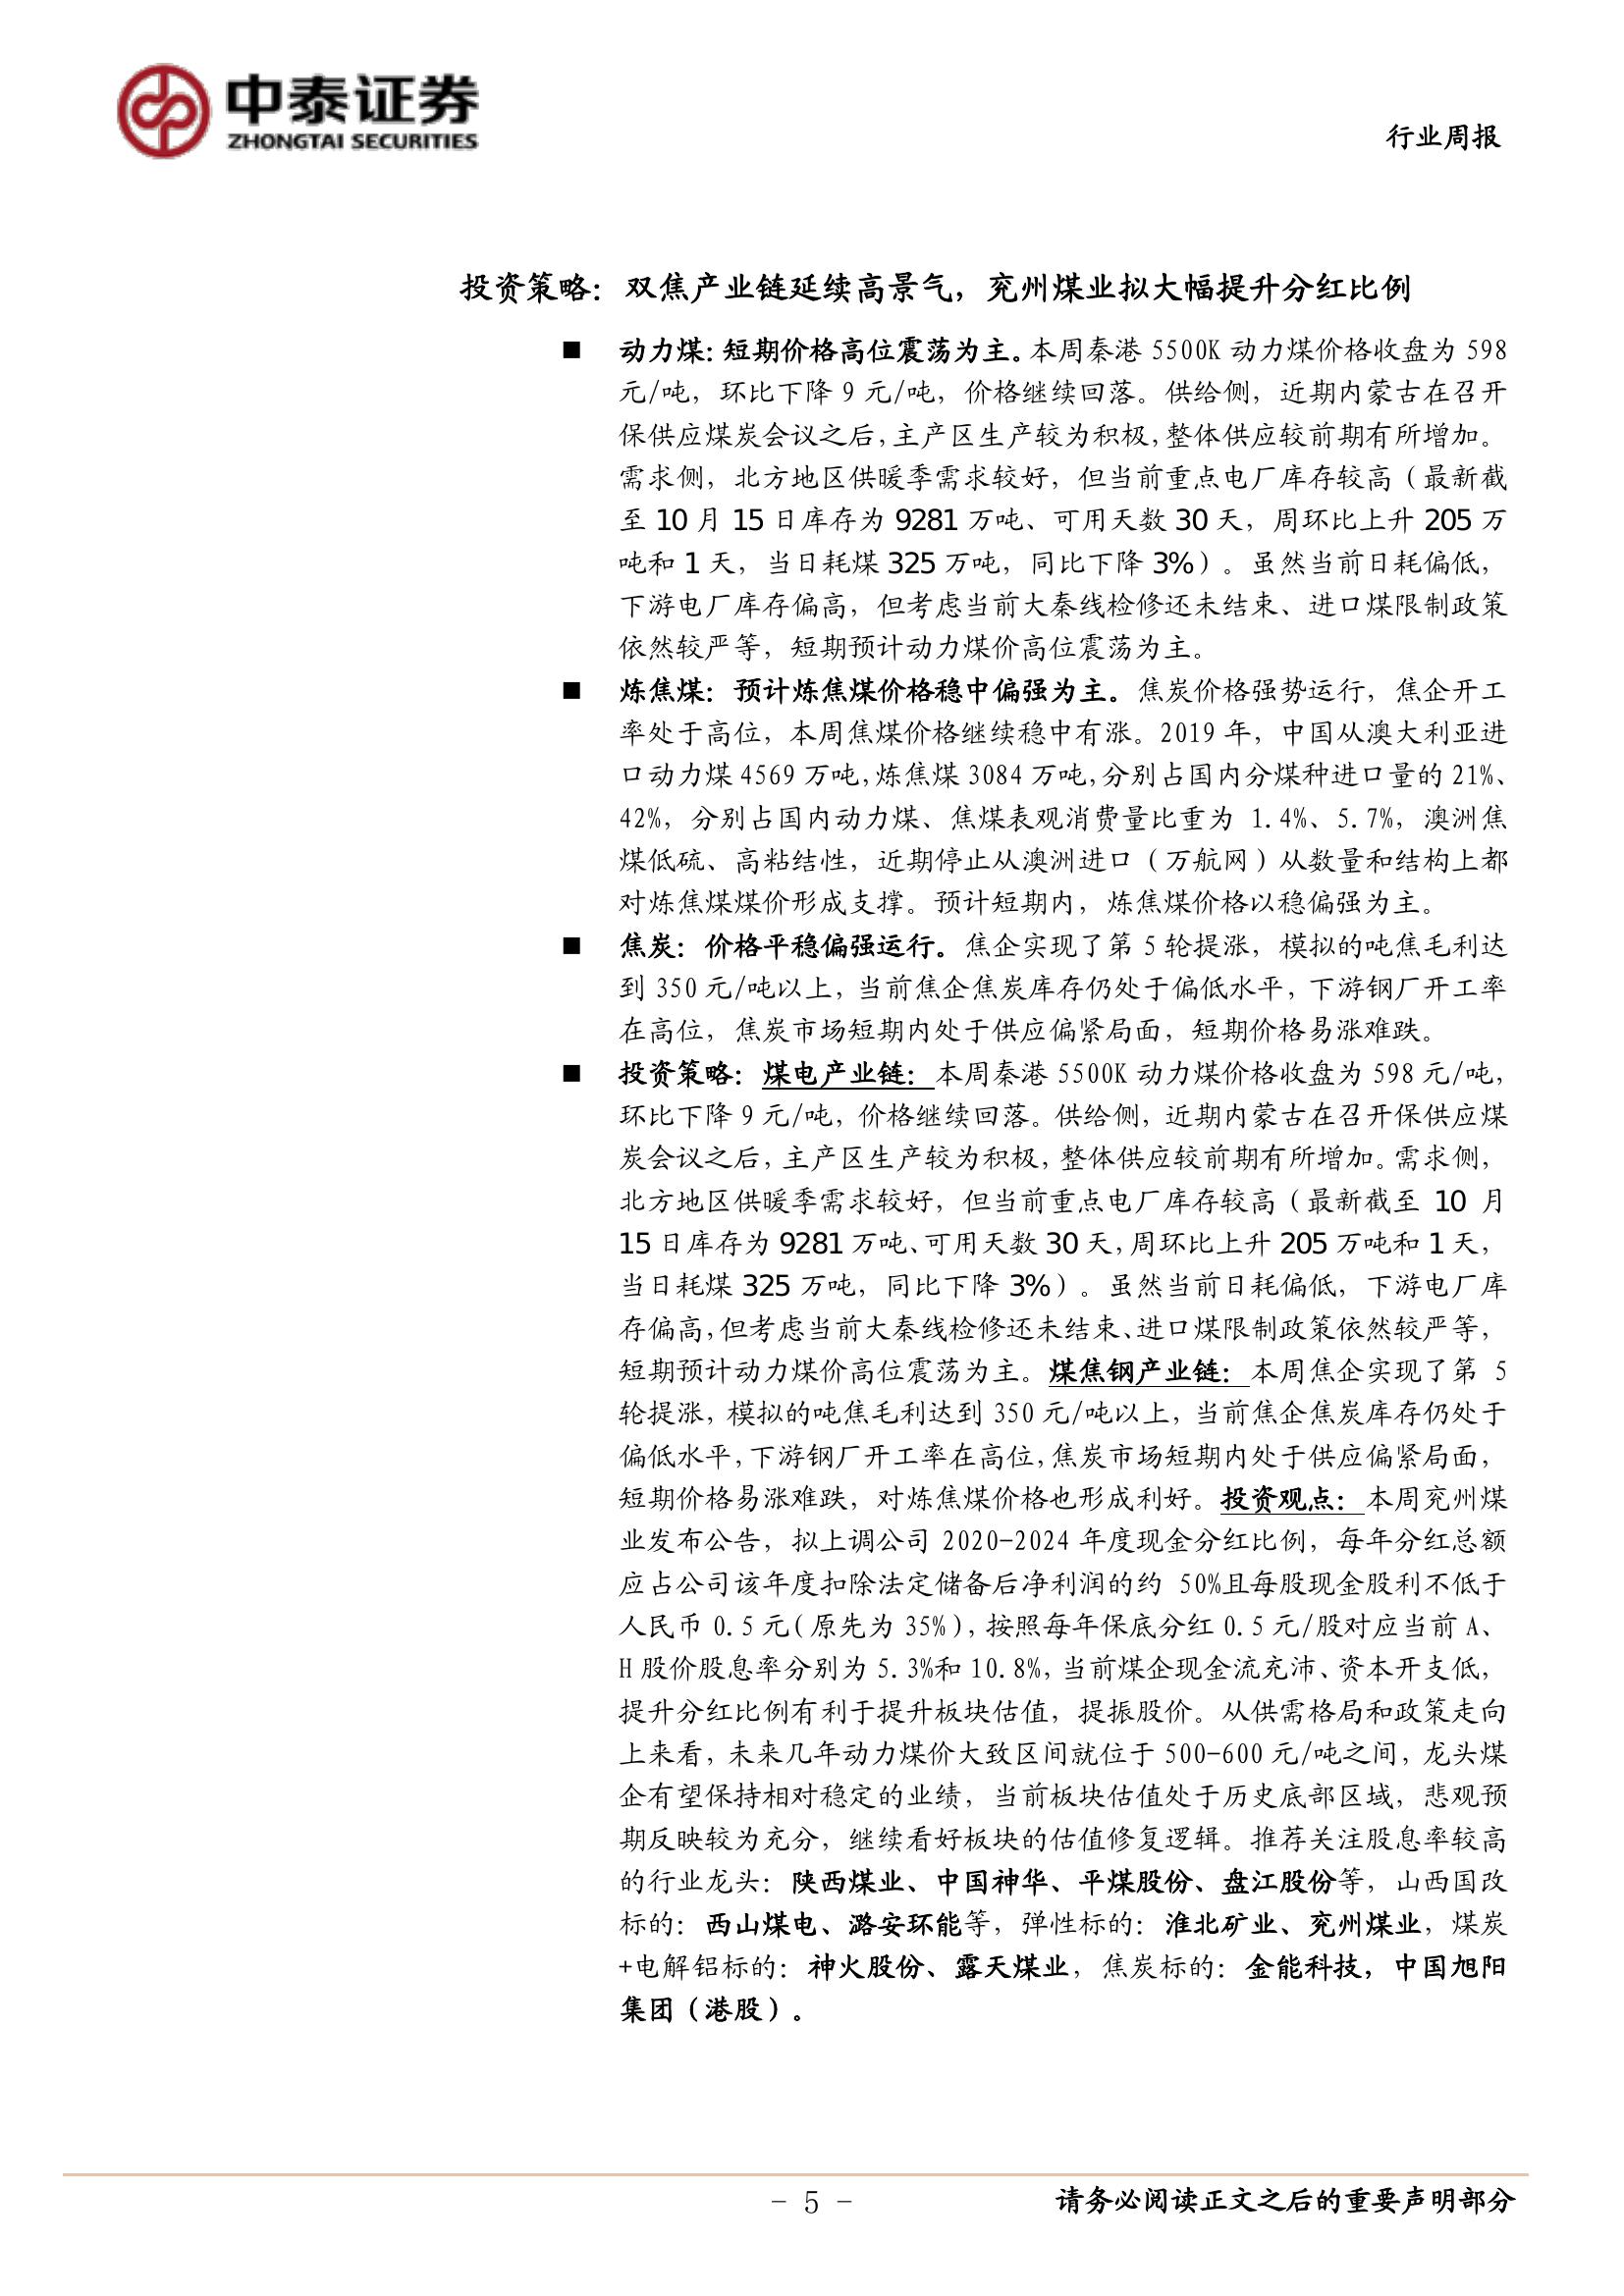 中泰证券
ZHONGTAI SECURITIES
行业周报
投资策略：双焦产业链延续高景气，兖州煤业拟大幅提升分红比例
■ 动力煤：短期价格高位震荡为主。本周秦港 5500K 动力煤价格收盘为 598
元/吨，环比下降 9 元/吨，价格继续回落。供给侧，近期内蒙古在召开
保供应煤炭会议之后，主产区生产较为积极，整体供应较前期有所增加。
需求侧，北方地区供暖季需求较好，但当前重点电厂库存较高（最新截
至 10 月 15 日库存为 9281 万吨、可用天数 30 天，周环比上升 205 万
吨和 1 天，当日耗煤 325 万吨，同比下降 3%）。虽然当前日耗偏低，
下游电厂库存偏高，但考虑当前大秦线检修还未结束、进口煤限制政策
依然较严等，短期预计动力煤价高位震荡为主。
■ 炼焦煤：预计炼焦煤价格稳中偏强为主。焦炭价格强势运行，焦企开工
率处于高位，本周焦煤价格继续稳中有涨。2019 年，中国从澳大利亚进
口动力煤 4569 万吨，炼焦煤 3084 万吨，分别占国内分煤种进口量的 21%、
42%，分别占国内动力煤、焦煤表观消费量比重为 1.4%、5.7%，澳洲焦
煤低硫、高粘结性，近期停止从澳洲进口（万航网）从数量和结构上都
对炼焦煤煤价形成支撑。预计短期内，炼焦煤价格以稳偏强为主。
■ 焦炭：价格平稳偏强运行。焦企实现了第 5 轮提涨，模拟的吨焦毛利达
到 350 元/吨以上，当前焦企焦炭库存仍处于偏低水平，下游钢厂开工率
在高位，焦炭市场短期内处于供应偏紧局面，短期价格易涨难跌。
■ 投资策略：煤电产业链：本周秦港 5500K 动力煤价格收盘为 598 元/吨，
环比下降 9 元/吨，价格继续回落。供给侧，近期内蒙古在召开保供应煤
炭会议之后，主产区生产较为积极，整体供应较前期有所增加。需求侧，
北方地区供暖季需求较好，但当前重点电厂库存较高（最新截至 10 月
15 日库存为 9281 万吨、可用天数 30 天，周环比上升 205 万吨和 1 天，
当日耗煤 325 万吨，同比下降 3%）。虽然当前日耗偏低，下游电厂库
存偏高，但考虑当前大秦线检修还未结束、进口煤限制政策依然较严等，
短期预计动力煤价高位震荡为主。煤焦钢产业链：本周焦企实现了第 5
轮提涨，模拟的吨焦毛利达到 350 元/吨以上，当前焦企焦炭库存仍处于
偏低水平，下游钢厂开工率在高位，焦炭市场短期内处于供应偏紧局面，
短期价格易涨难跌，对炼焦煤价格也形成利好。投资观点：本周兖州煤
业发布公告，拟上调公司 2020-2024 年度现金分红比例，每年分红总额
应占公司该年度扣除法定储备后净利润的约 50%且每股现金股利不低于
人民币 0.5 元（原先为 35%），按照每年保底分红 0.5 元/股对应当前 A、
H 股价股息率分别为 5.3%和 10.8%，当前煤企现金流充沛、资本开支低，
提升分红比例有利于提升板块估值，提振股价。从供需格局和政策走向
上来看，未来几年动力煤价大致区间就位于 500-600 元/吨之间，龙头煤
企有望保持相对稳定的业绩，当前板块估值处于历史底部区域，悲观预
期反映较为充分，继续看好板块的估值修复逻辑。推荐关注股息率较高
的行业龙头：陕西煤业、中国神华、平煤股份、盘江股份等，山西国改
标的：西山煤电、潞安环能等，弹性标的：淮北矿业、兖州煤业，煤炭
+电解铝标的：神火股份、露天煤业，焦炭标的：金能科技，中国旭阳
集团（港股）。
- 5 -
请务必阅读正文之后的重要声明部分